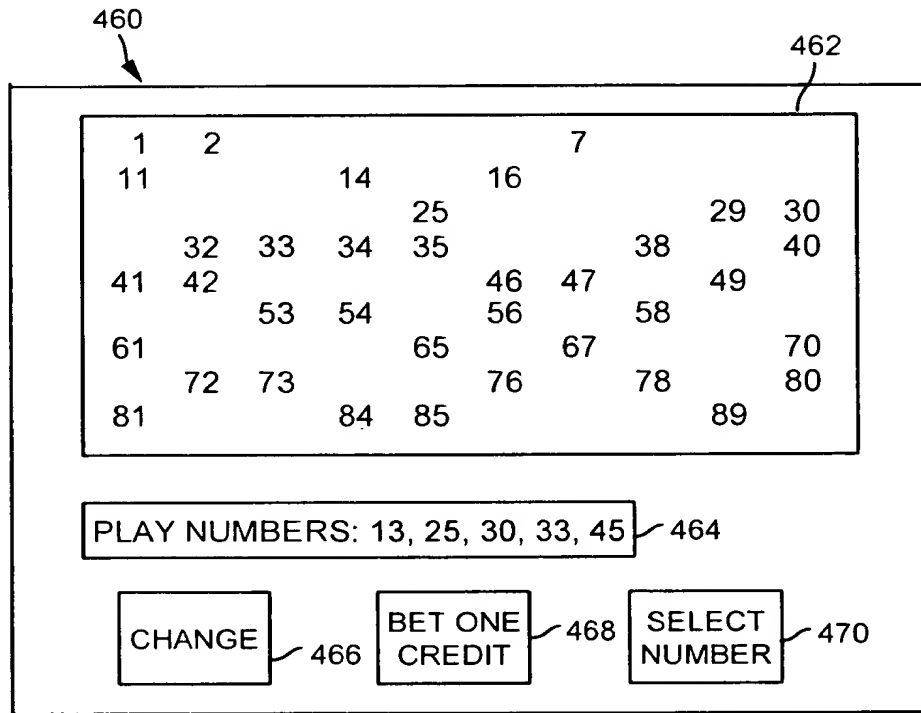 460
462
1 2 7
11 14 16
25 29 30
32 33 34 35 38 40
41 42 46 47 49
53 54 56 58
61 65 67 70
72 73 76 78 80
81 84 85 89
PLAY NUMBERS: 13, 25, 30, 33, 45 464
CHANGE 466
BET ONE
CREDIT 468
SELECT
NUMBER 470